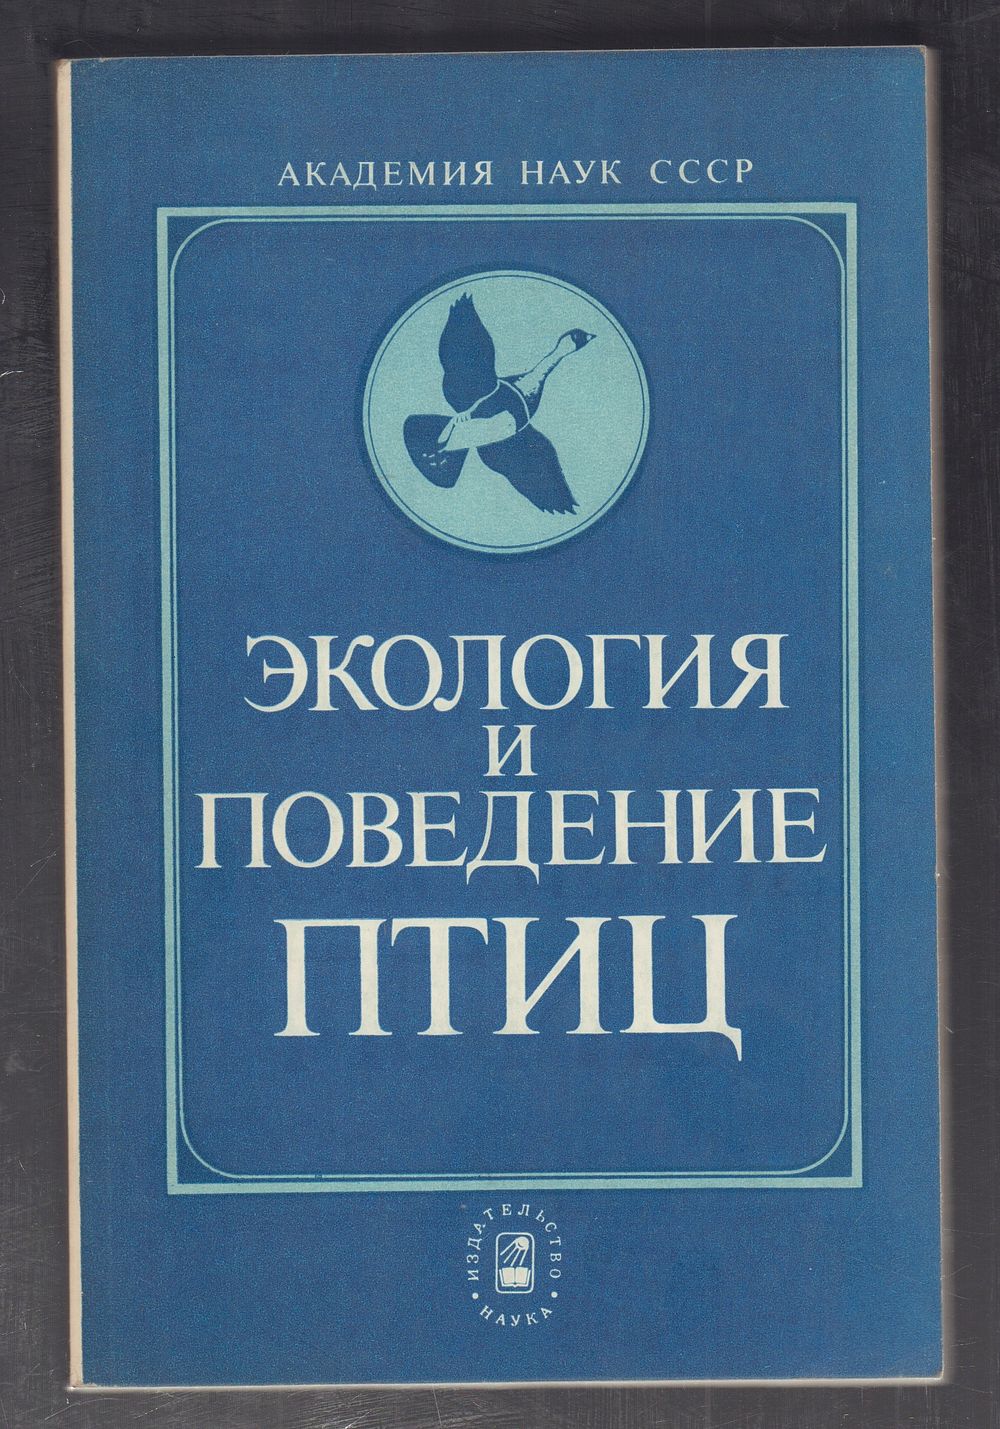 АКАДЕМИЯ НАУК СССР
ЭКОЛОГИЯ
И
ПОВЕДЕНИЕ
ПТИЦ
ИЗДАТЕЛЬСТВО
• НАУКА •